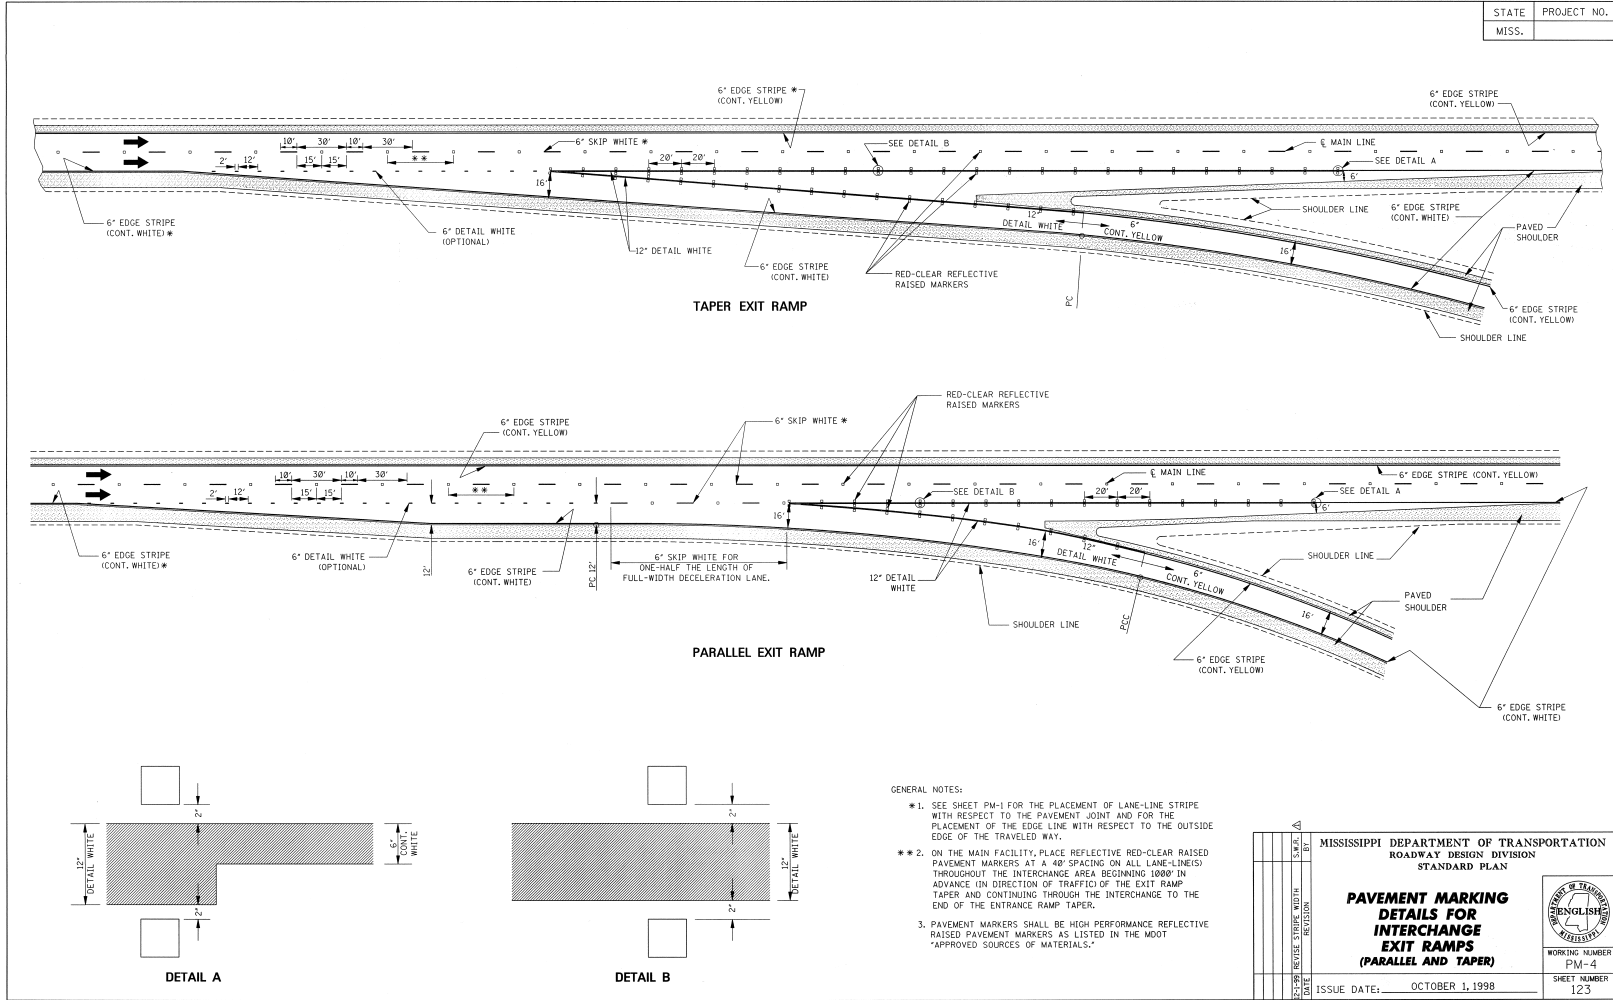 STATE PROJECT NO.
MISS.
6" EDGE STRIPE *
(CONT. YELLOW)
6" EDGE STRIPE
(CONT. YELLOW)
10' 30' 10' 30'
6" SKIP WHITE *
SEE DETAIL B
℄ MAIN LINE
2' 12' 15' 15' * *
20' 20'
SEE DETAIL A
16'
6'
6" EDGE STRIPE
(CONT. WHITE) *
6" DETAIL WHITE
(OPTIONAL)
12" DETAIL WHITE
6" EDGE STRIPE
(CONT. WHITE)
12"
DETAIL WHITE
6"
CONT. YELLOW
SHOULDER LINE
6" EDGE STRIPE
(CONT. WHITE)
PAVED
SHOULDER
16'
RED-CLEAR REFLECTIVE
RAISED MARKERS
PC
6" EDGE STRIPE
(CONT. YELLOW)
SHOULDER LINE
TAPER EXIT RAMP
RED-CLEAR REFLECTIVE
RAISED MARKERS
6" EDGE STRIPE
(CONT. YELLOW)
6" SKIP WHITE *
10' 30' 10' 30'
℄ MAIN LINE
6" EDGE STRIPE (CONT. YELLOW)
2' 12' 15' 15' * *
SEE DETAIL B
20' 20'
SEE DETAIL A
16'
6'
6" EDGE STRIPE
(CONT. WHITE) *
6" DETAIL WHITE
(OPTIONAL)
12'
6" EDGE STRIPE
(CONT. WHITE)
PC 12'
6" SKIP WHITE FOR
ONE-HALF THE LENGTH OF
FULL-WIDTH DECELERATION LANE.
12" DETAIL
WHITE
16'
12"
DETAIL WHITE
6"
CONT. YELLOW
SHOULDER LINE
PAVED
SHOULDER
16'
SHOULDER LINE
PCC
6" EDGE STRIPE
(CONT. YELLOW)
6" EDGE STRIPE
(CONT. WHITE)
PARALLEL EXIT RAMP
2"
12"
DETAIL WHITE
6"
CONT.
WHITE
2"
DETAIL A
2"
12"
DETAIL WHITE
2"
DETAIL B
GENERAL NOTES:
* 1. SEE SHEET PM-1 FOR THE PLACEMENT OF LANE-LINE STRIPE
WITH RESPECT TO THE PAVEMENT JOINT AND FOR THE
PLACEMENT OF THE EDGE LINE WITH RESPECT TO THE OUTSIDE
EDGE OF THE TRAVELED WAY.
* * 2. ON THE MAIN FACILITY, PLACE REFLECTIVE RED-CLEAR RAISED
PAVEMENT MARKERS AT A 40' SPACING ON ALL LANE-LINE(S)
THROUGHOUT THE INTERCHANGE AREA BEGINNING 1000' IN
ADVANCE (IN DIRECTION OF TRAFFIC) OF THE EXIT RAMP
TAPER AND CONTINUING THROUGH THE INTERCHANGE TO THE
END OF THE ENTRANCE RAMP TAPER.
3. PAVEMENT MARKERS SHALL BE HIGH PERFORMANCE REFLECTIVE
RAISED PAVEMENT MARKERS AS LISTED IN THE MDOT
"APPROVED SOURCES OF MATERIALS."
12-1-99 REVISE STRIPE WIDTH S.W.R.
DATE REVISION BY
MISSISSIPPI DEPARTMENT OF TRANSPORTATION
ROADWAY DESIGN DIVISION
STANDARD PLAN
PAVEMENT MARKING
DETAILS FOR
INTERCHANGE
EXIT RAMPS
(PARALLEL AND TAPER)
DEPARTMENT OF TRANSPORTATION
ENGLISH
MISSISSIPPI
WORKING NUMBER
PM-4
SHEET NUMBER
123
ISSUE DATE: OCTOBER 1, 1998